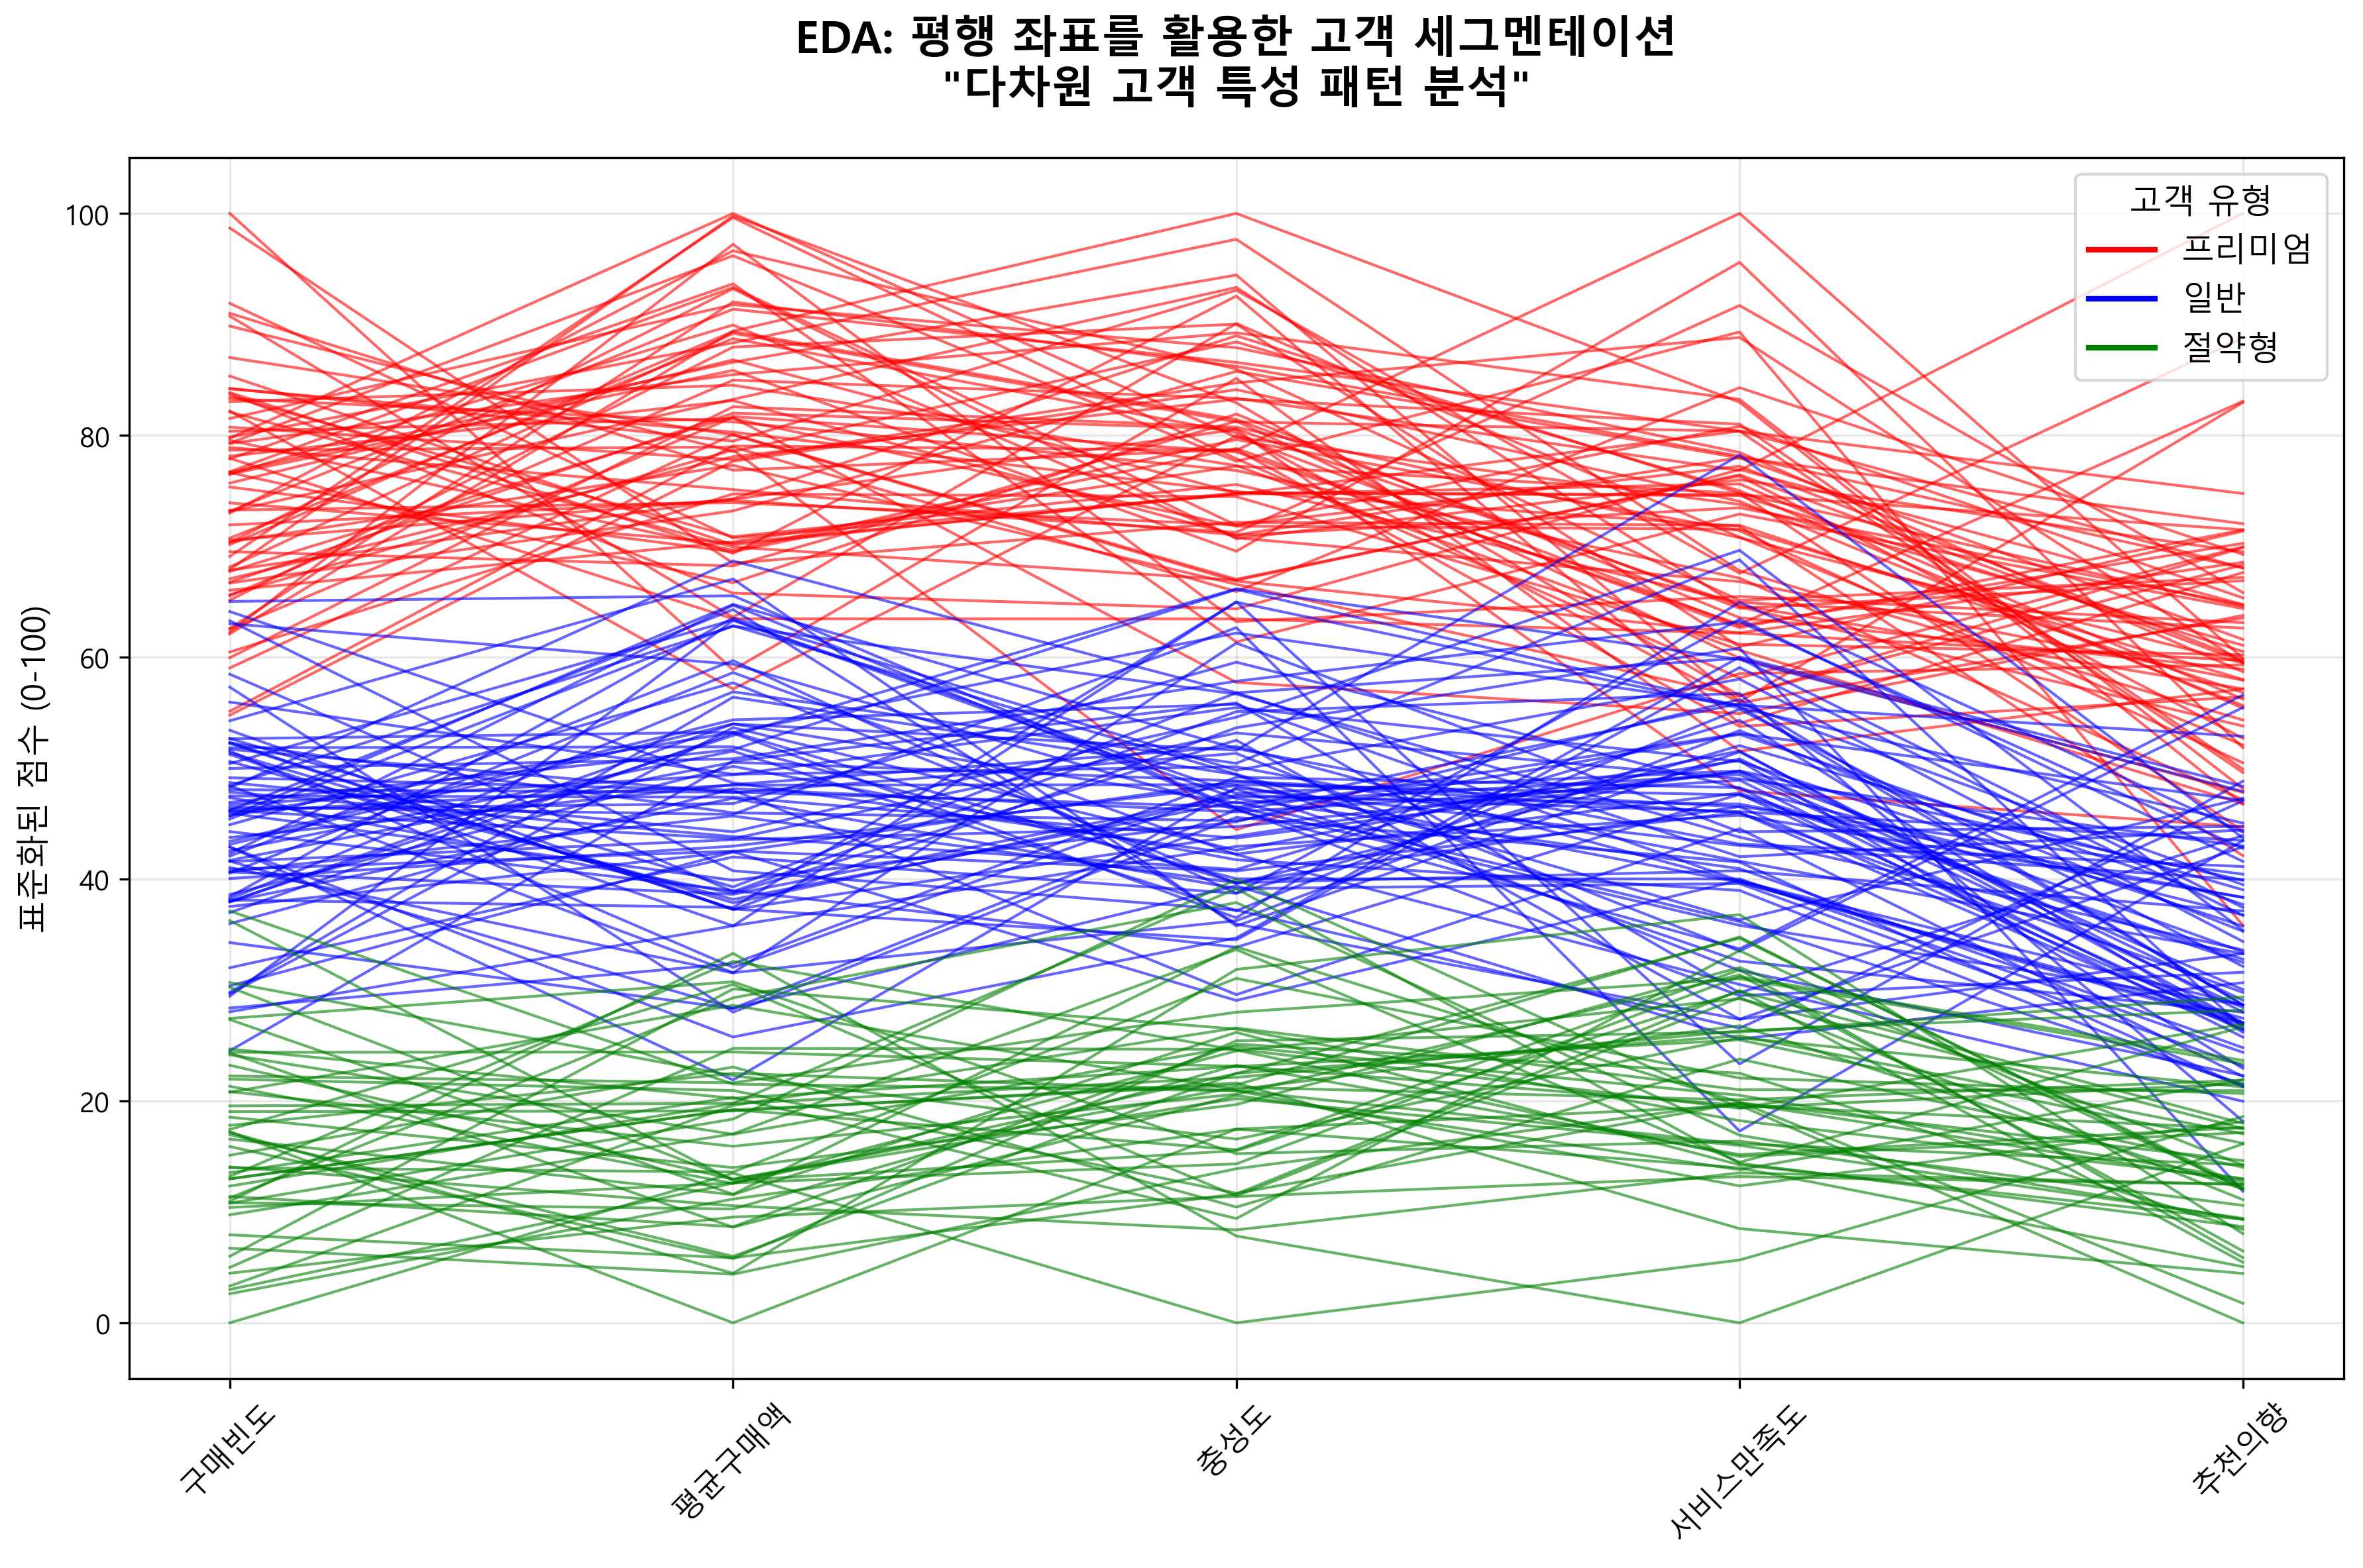 EDA: 평행 좌표를 활용한 고객 세그멘테이션
"다차원 고객 특성 패턴 분석"
고객 유형
프리미엄
일반
절약형
표준화된 점수 (0-100)
100
80
60
40
20
0
구매빈도
평균구매액
충성도
서비스만족도
추천의향